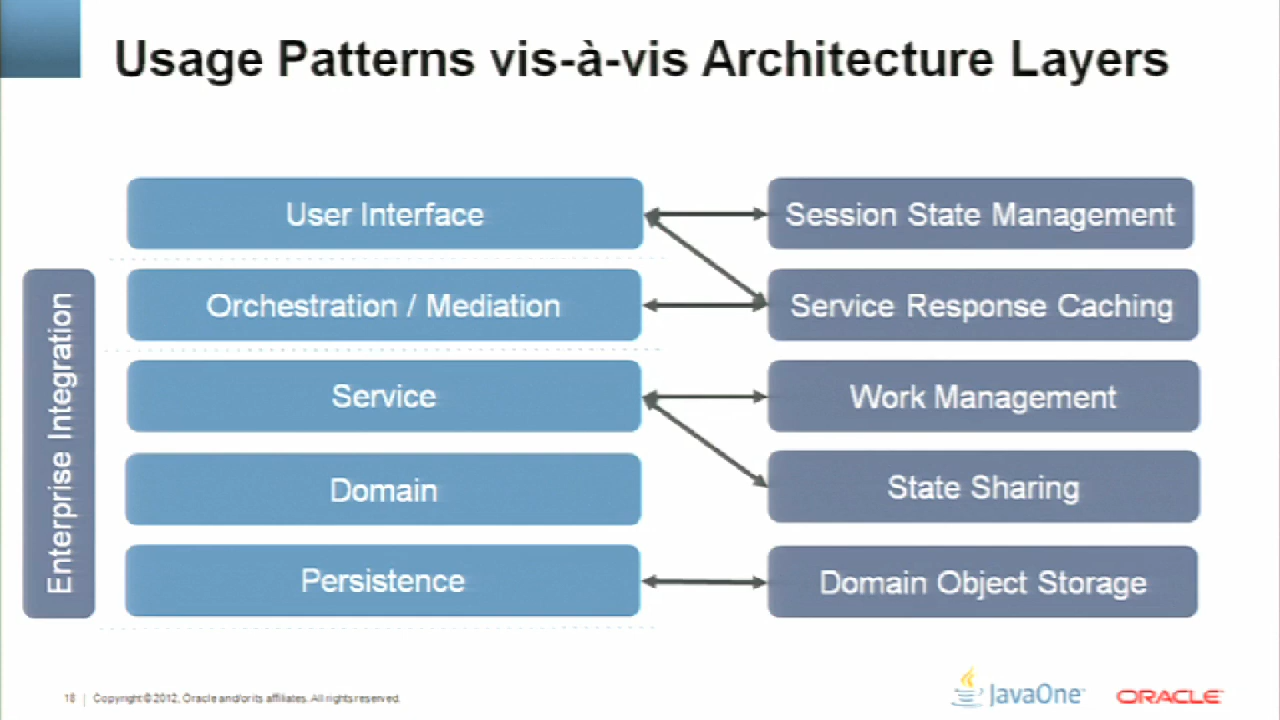 Usage Patterns vis-à-vis Architecture Layers
User Interface
Session State Management
Enterprise Integration
Orchestration / Mediation
Service Response Caching
Service
Work Management
Domain
State Sharing
Persistence
Domain Object Storage
18 | Copyright © 2012, Oracle and/or its affiliates. All rights reserved.
JavaOne
ORACLE